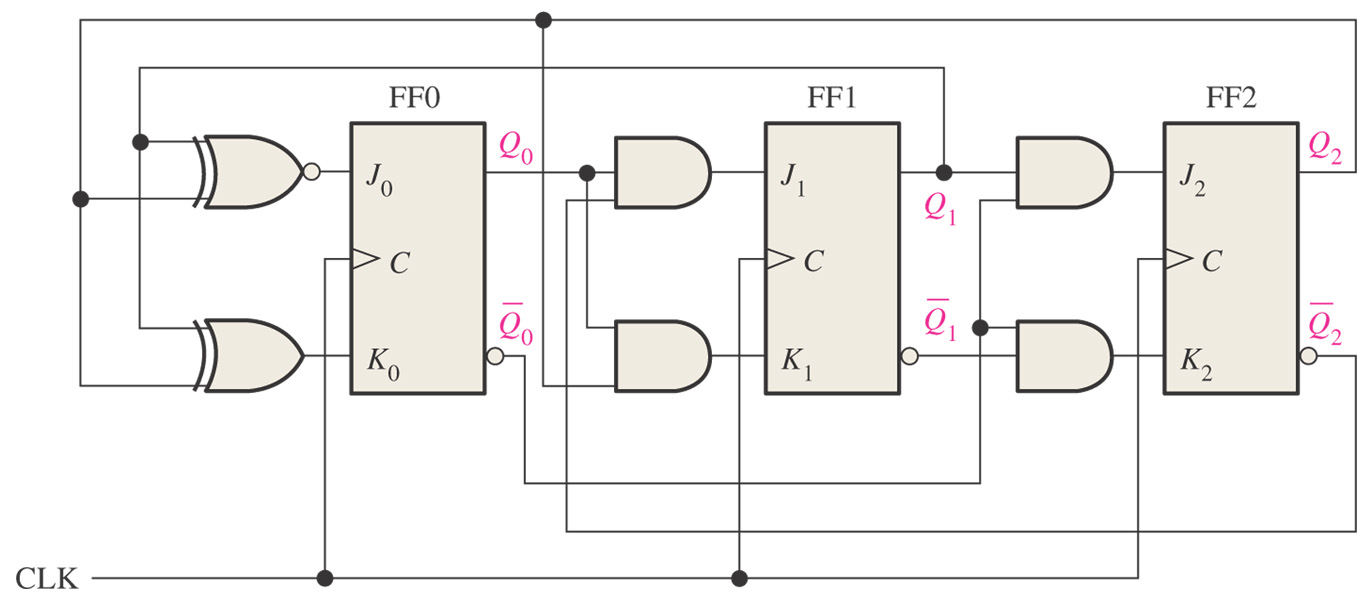 FF0 FF1 FF2
Q₀ Q₂
J₀ J₁ J₂
Q₁
C C C
Q̅₀ Q̅₁ Q̅₂
K₀ K₁ K₂
CLK